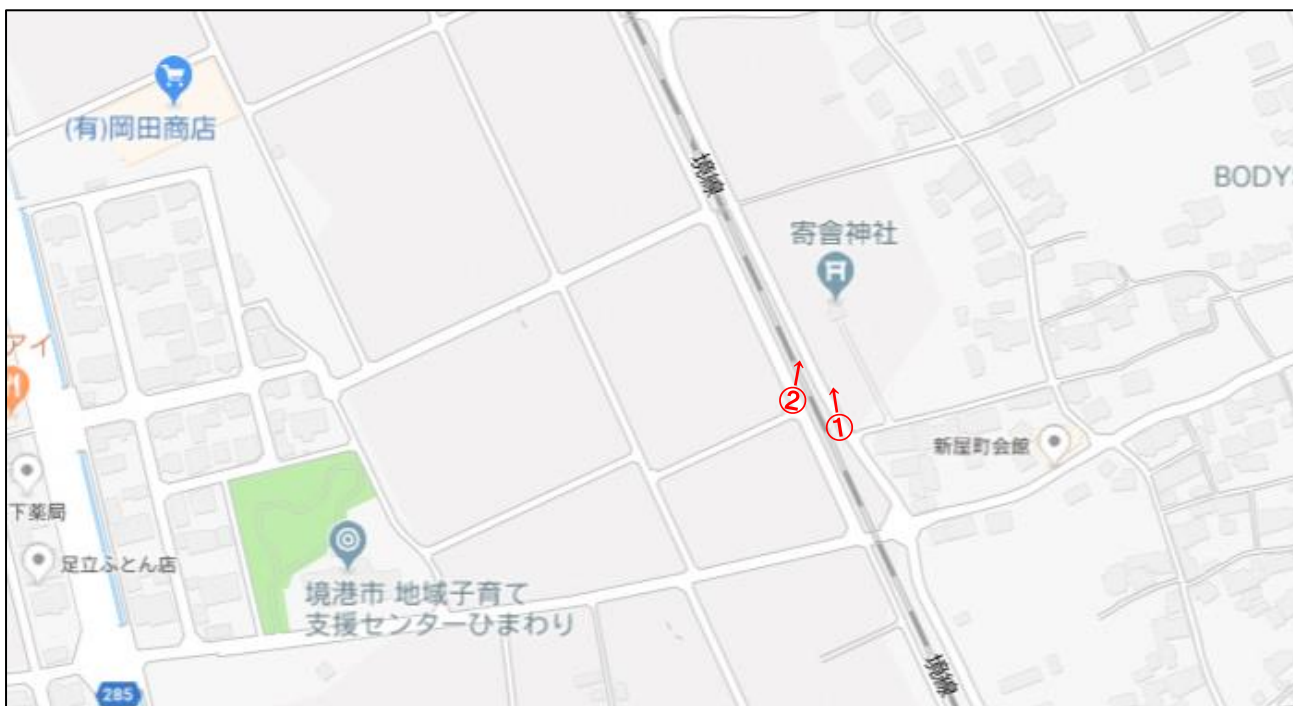 (有)岡田商店
境線
BODY
寄會神社
アイ
②
①
新屋町会館
下薬局
足立ふとん店
境港市 地域子育て
支援センターひまわり
285
境線